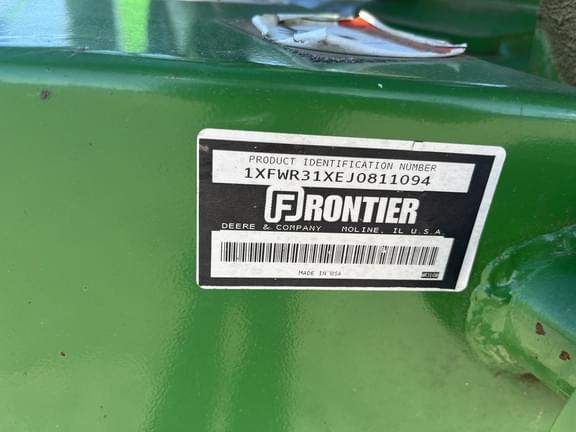 PRODUCT IDENTIFICATION NUMBER
1XFWR31XEJ0811094
FRONTIER
DEERE & COMPANY MOLINE, IL U.S.A.
MADE IN USA